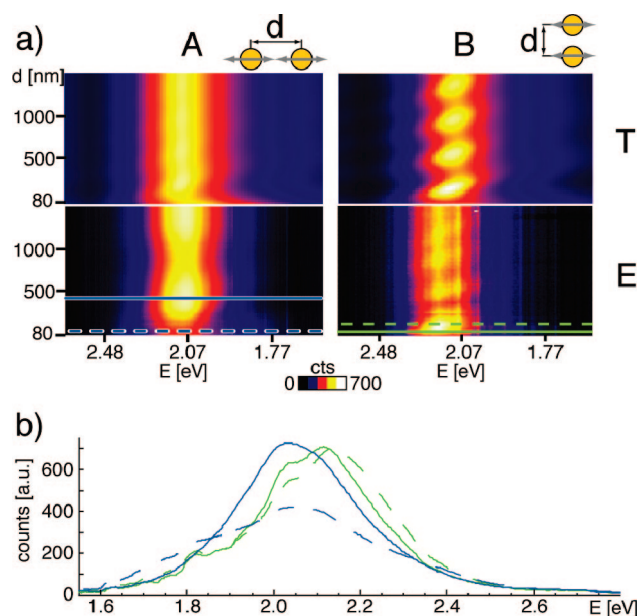 a) A d B d
d [nm]
1000
500
80
T
1000
500
80
E
2.48 2.07 1.77 2.48 2.07 1.77
E [eV] E [eV]
cts
0 700
b)
counts [a.u.]
600
400
200
0
1.6 1.8 2.0 2.2 2.4 2.6 E [eV]